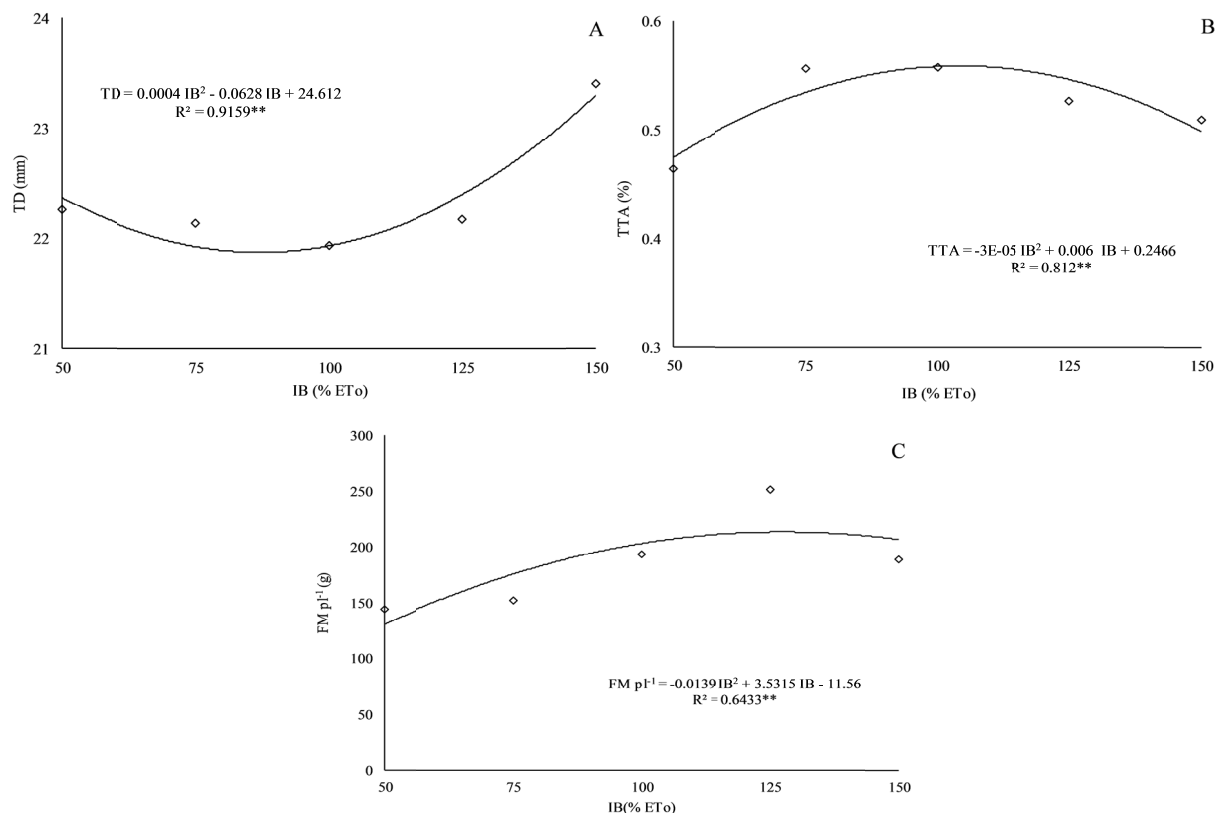 24
A
TD = 0.0004 IB² - 0.0628 IB + 24.612
R² = 0.9159**
23
TD (mm)
22
21
50 75 100 125 150
IB (% ETo)
0.6
B
0.5
TTA (%)
0.4
TTA = -3E-05 IB² + 0.006 IB + 0.2466
R² = 0.812**
0.3
50 75 100 125 150
IB (% ETo)
300
C
250
200
FM pl⁻¹ (g)
150
100
FM pl⁻¹ = -0.0139 IB² + 3.5315 IB - 11.56
R² = 0.6433**
50
0
50 75 100 125 150
IB(% ETo)